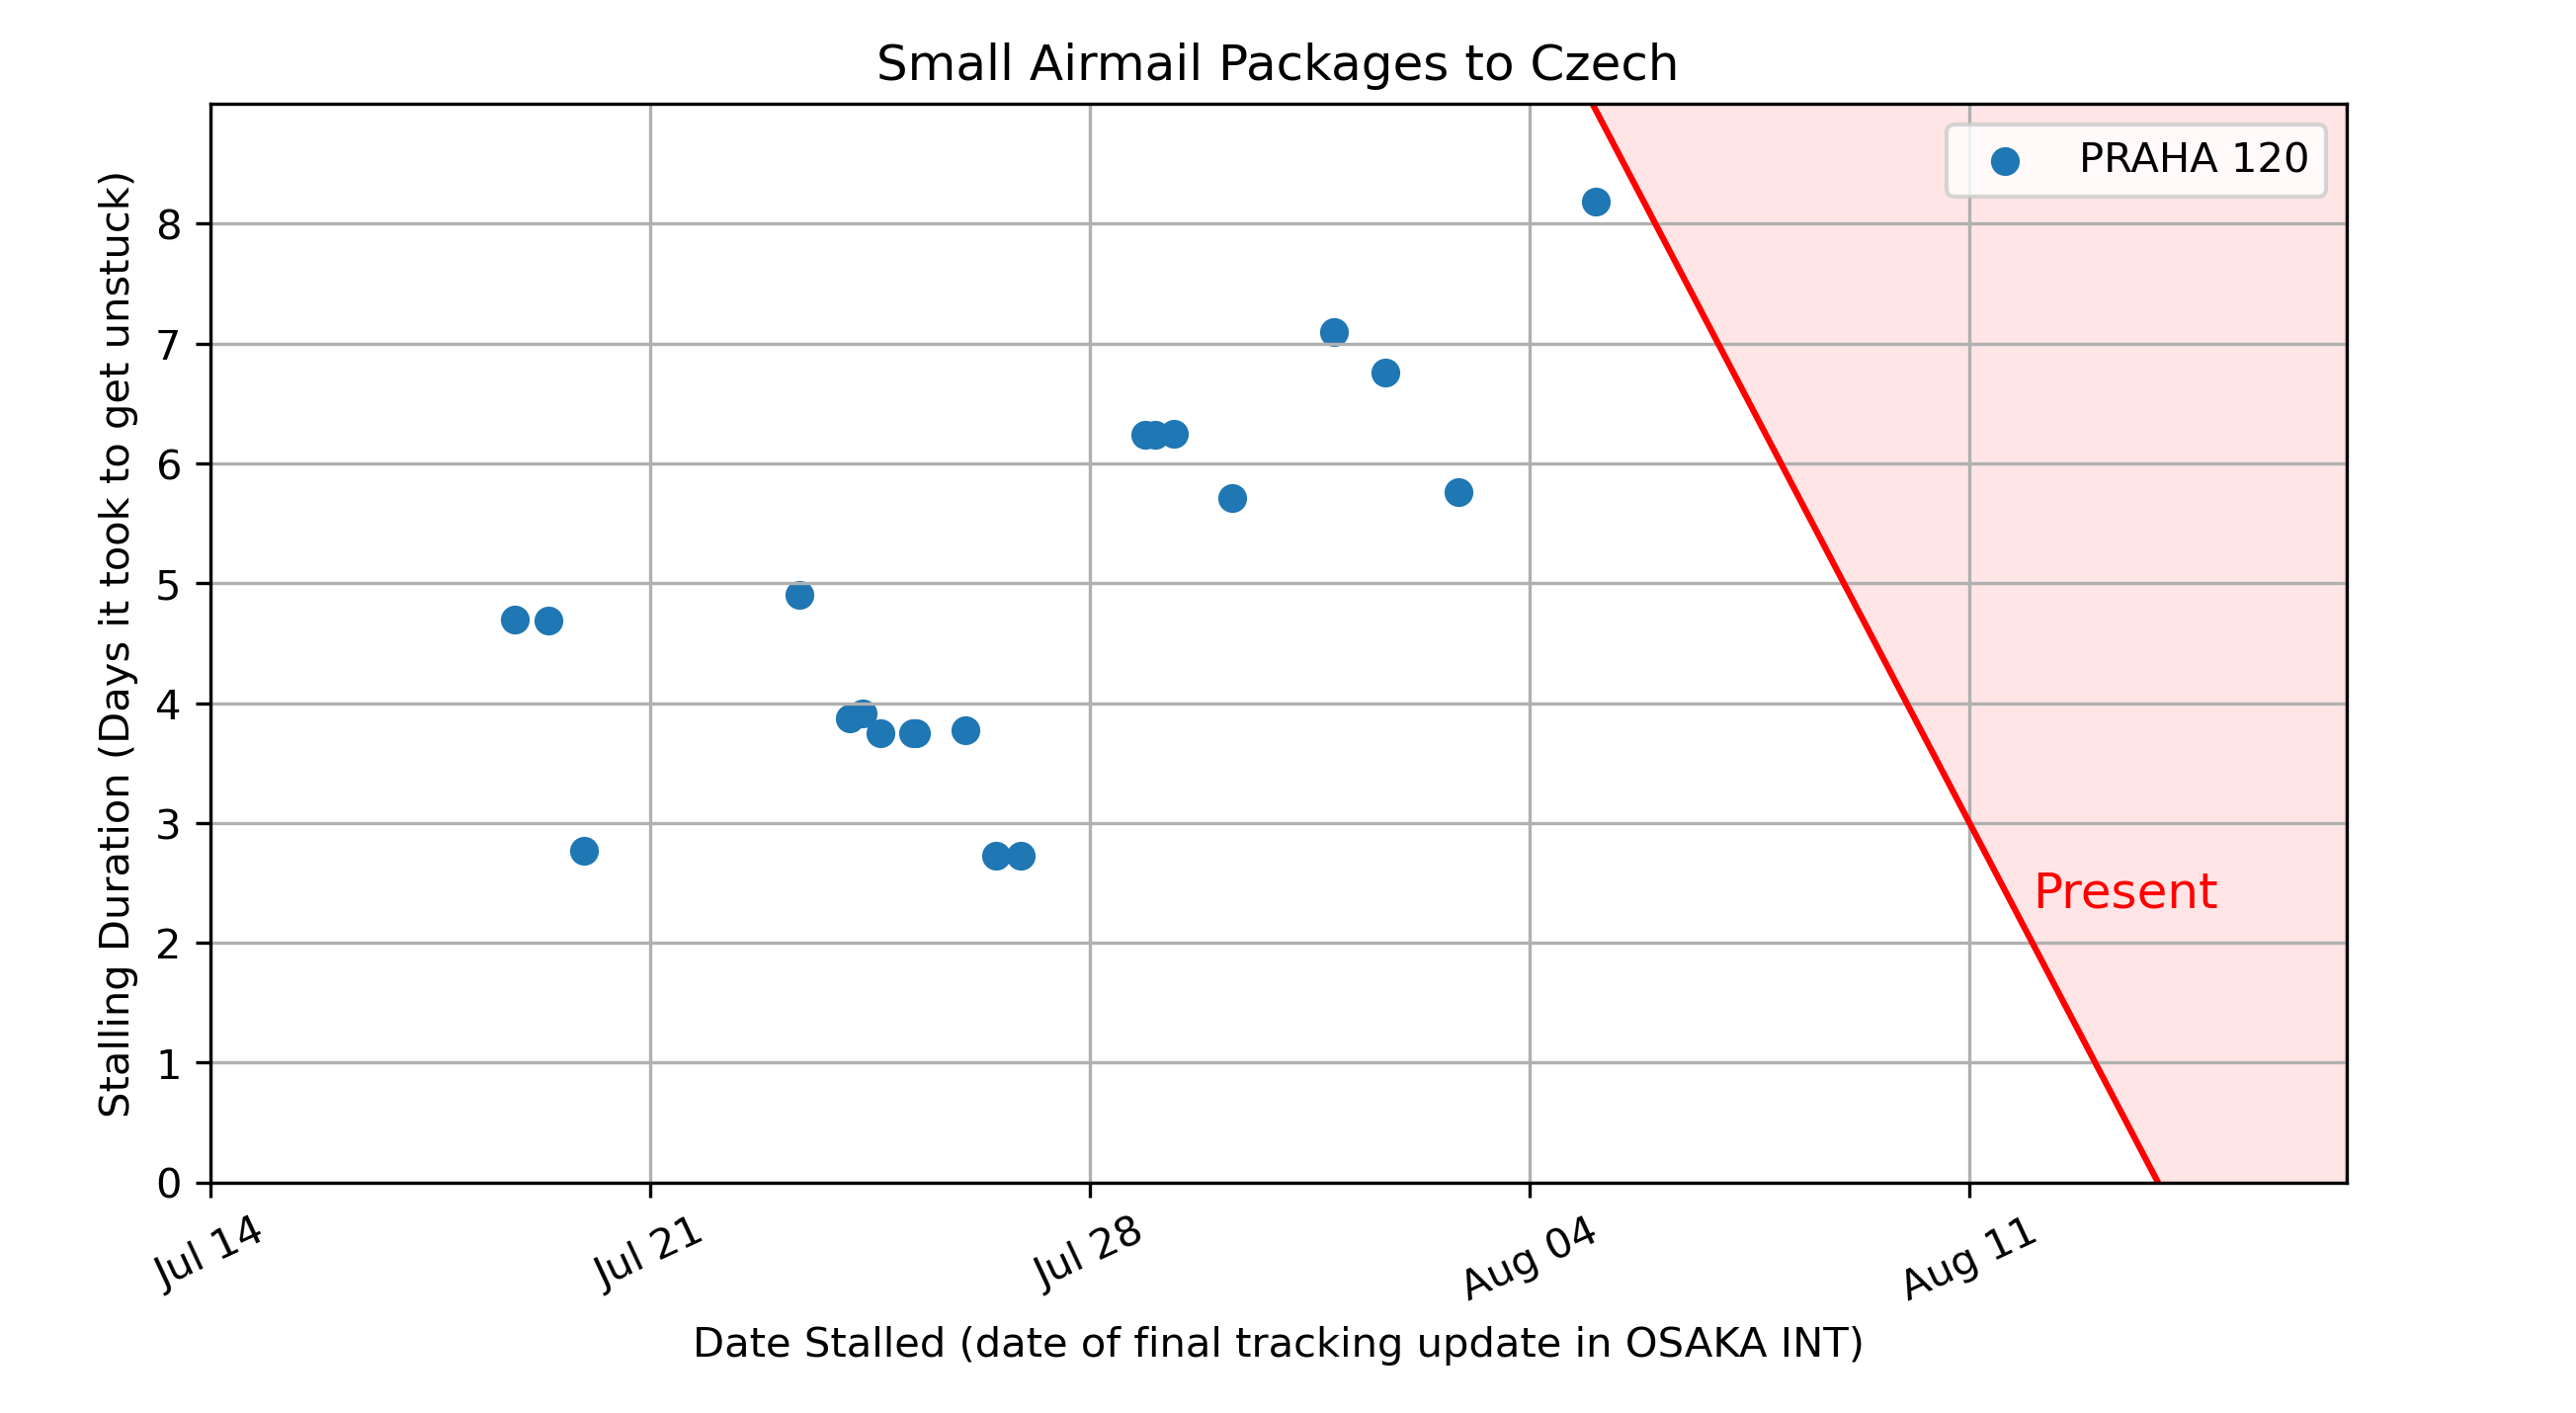 Small Airmail Packages to Czech
PRAHA 120
Stalling Duration (Days it took to get unstuck)
8
7
6
5
4
3
2
1
0
Present
Jul 14
Jul 21
Jul 28
Aug 04
Aug 11
Date Stalled (date of final tracking update in OSAKA INT)